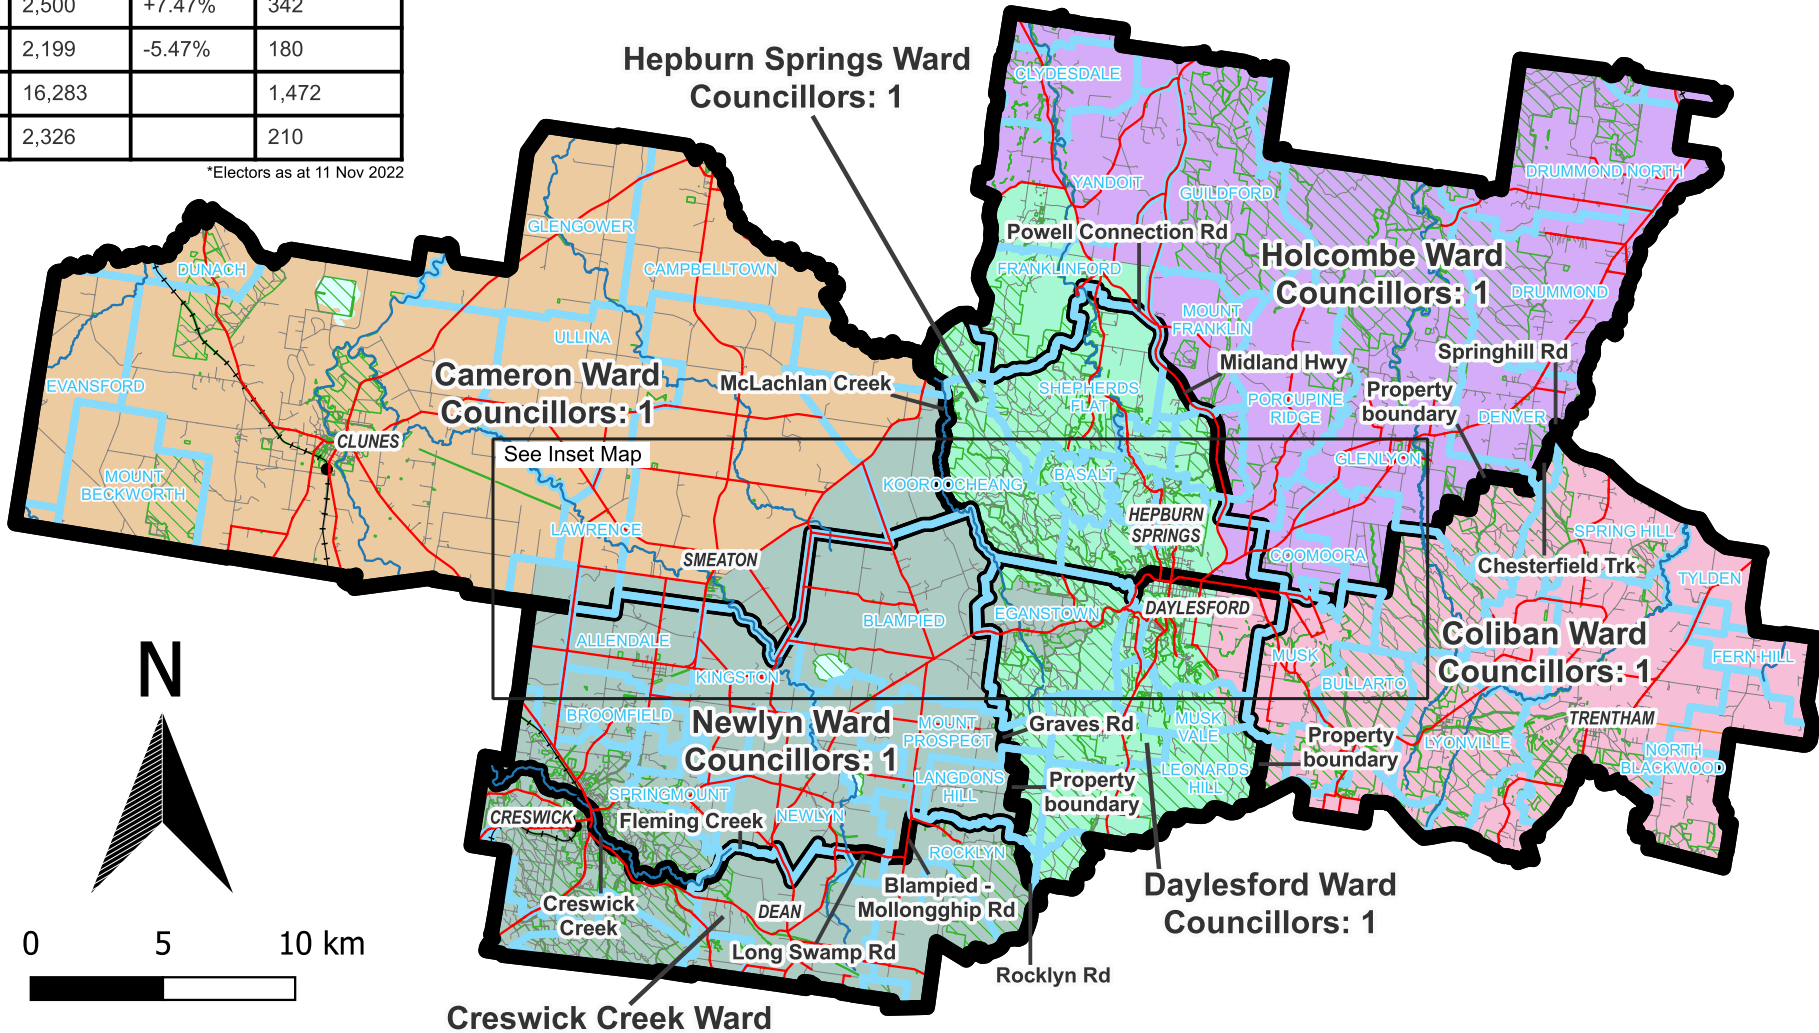 2,500 +7.47% 342
2,199 -5.47% 180
16,283 1,472
2,326 210
*Electors as at 11 Nov 2022
Hepburn Springs Ward
Councillors: 1
CLYDESDALE
YANDOIT
GUILDFORD
DRUMMOND NORTH
Powell Connection Rd
FRANKLINFORD
Holcombe Ward
Councillors: 1
DRUMMOND
MOUNT
FRANKLIN
GLENGOWER
DUNACH
CAMPBELLTOWN
ULLINA
EVANSFORD
Cameron Ward
Councillors: 1
McLachlan Creek
SHEPHERDS
FLAT
Midland Hwy
Springhill Rd
Property
boundary
PORCUPINE
RIDGE
DENVER
CLUNES
See Inset Map
MOUNT
BECKWORTH
KOOROOCHEANG
BASALT
GLENLYON
LAWRENCE
HEPBURN
SPRINGS
SPRING HILL
SMEATON
COOMOORA
Chesterfield Trk
TYLDEN
BLAMPIED
EGANSTOWN
DAYLESFORD
ALLENDALE
Coliban Ward
Councillors: 1
MUSK
FERN HILL
KINGSTON
BULLARTO
N
BROOMFIELD
Newlyn Ward
Councillors: 1
MOUNT
PROSPECT
Graves Rd
MUSK
VALE
TRENTHAM
Property
boundary
LYONVILLE
NORTH
BLACKWOOD
LANGDONS
HILL
Property
boundary
LEONARDS
HILL
SPRINGMOUNT
CRESWICK
Fleming Creek
NEWLYN
ROCKLYN
Creswick
Creek
DEAN
Blampied -
Mollongghip Rd
Daylesford Ward
Councillors: 1
Long Swamp Rd
Rocklyn Rd
0 5 10 km
Creswick Creek Ward